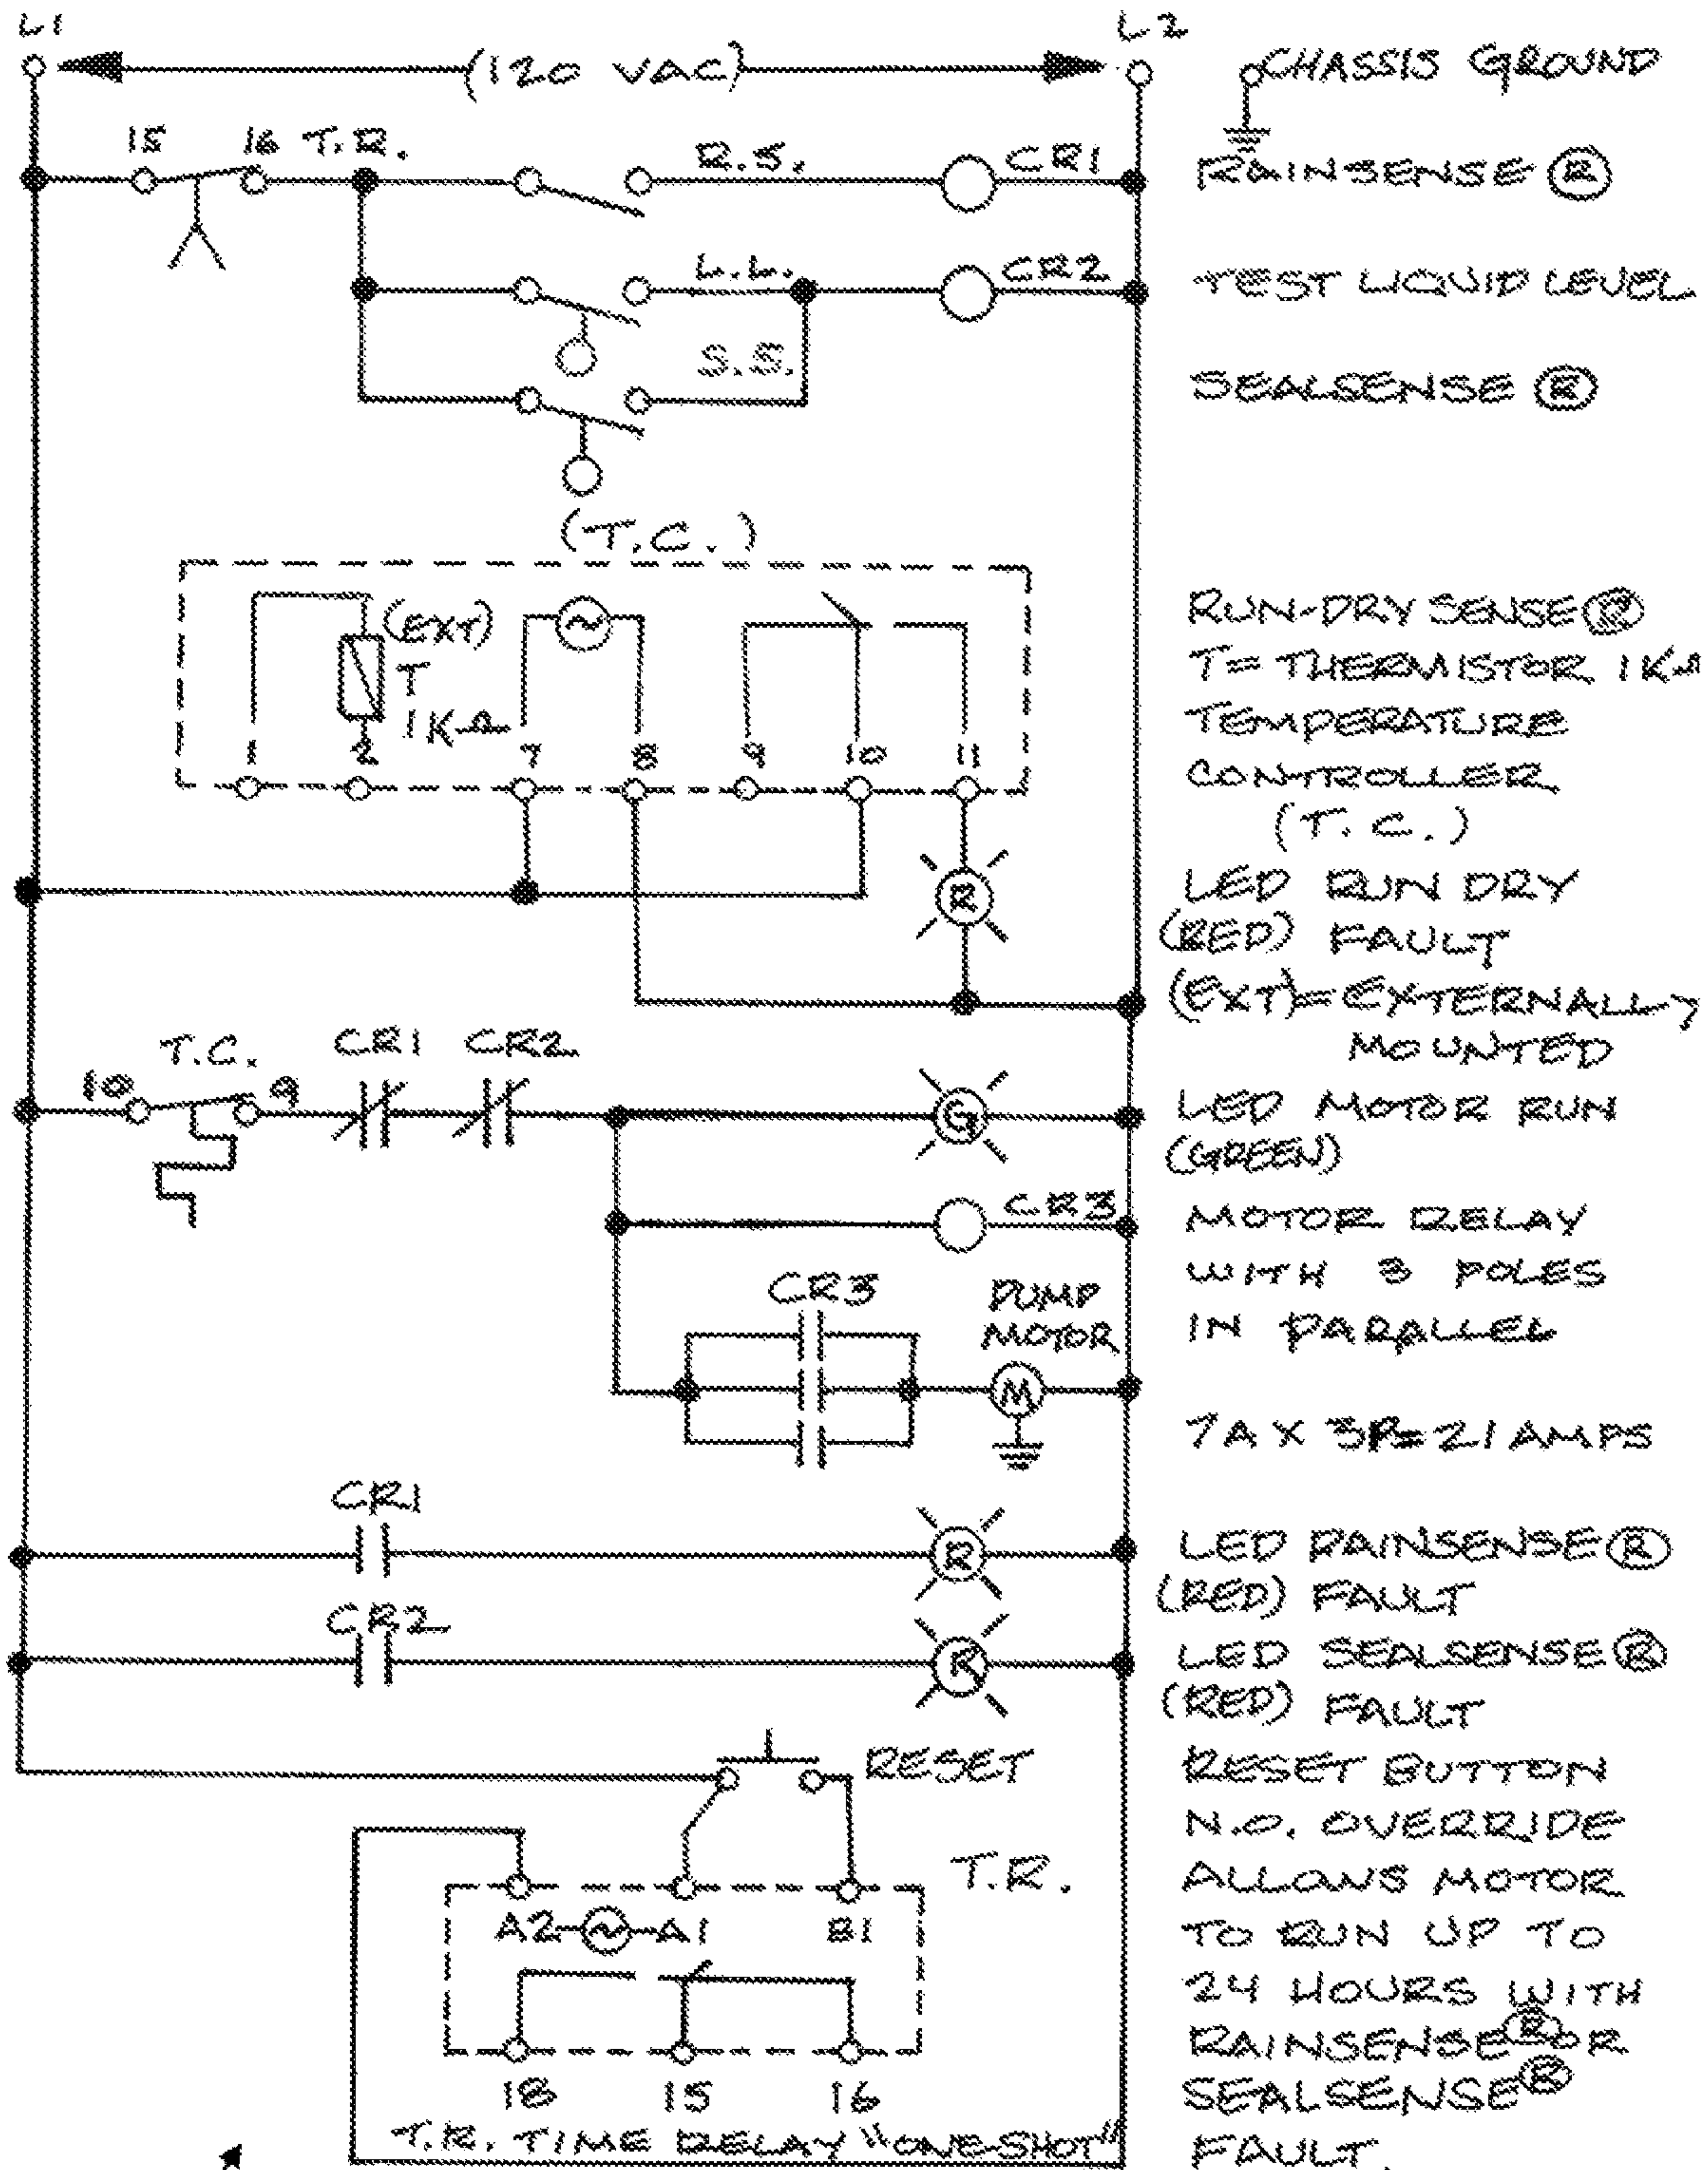 L1
L2
(120 VAC)
CHASSIS GROUND
15 16 T.R.
R.S. CR1
RAINSENSE Ⓡ
L.L. CR2
TEST LIQUID LEVEL
S.S.
SEALSENSE Ⓡ
(T.C.)
(EXT)
T
1KΩ
1 2 7 8 9 10 11
RUN-DRY SENSE Ⓡ
T = THERMISTOR 1KΩ
TEMPERATURE
CONTROLLER
(T.C.)
R
LED RUN DRY
(RED) FAULT
(EXT) = EXTERNALLY
MOUNTED
10 T.C. 9 CR1 CR2
G
LED MOTOR RUN
(GREEN)
CR3
MOTOR RELAY
WITH 3 POLES
IN PARALLEL
CR3
PUMP
MOTOR
M
7A X 3P = 21 AMPS
CR1
R
LED RAINSENSE Ⓡ
(RED) FAULT
CR2
R
LED SEALSENSE Ⓡ
(RED) FAULT
RESET
RESET BUTTON
N.O. OVERRIDE
ALLOWS MOTOR
TO RUN UP TO
24 HOURS WITH
RAINSENSE Ⓡ OR
SEALSENSE Ⓡ
FAULT.
T.R.
A2 A1 B1
18 15 16
T.R. TIME DELAY "ONE-SHOT"